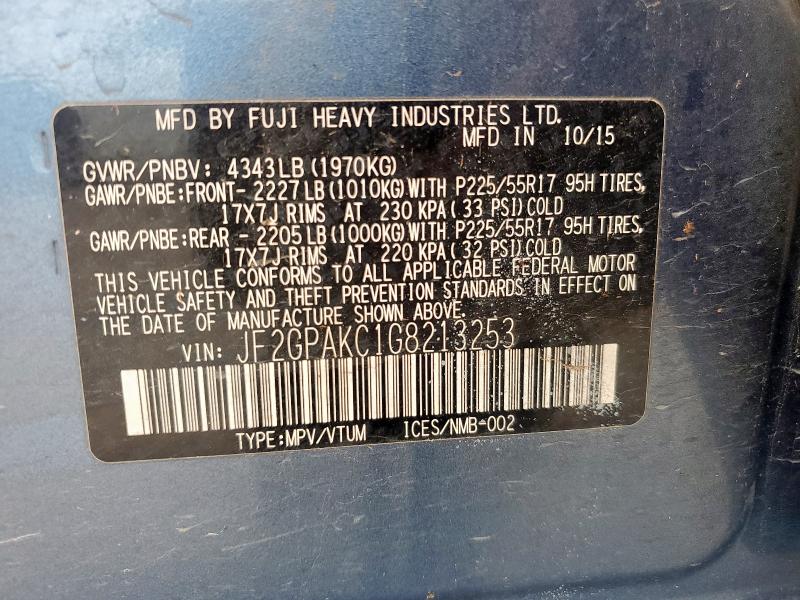 MFD BY FUJI HEAVY INDUSTRIES LTD.
MFD IN 10/15
GVWR/PNBV: 4343LB (1970KG)
GAWR/PNBE:FRONT- 2227LB (1010KG) WITH P225/55R17 95H TIRES,
17X7J RIMS AT 230 KPA( 33 PSI)COLD
GAWR/PNBE:REAR - 2205LB (1000KG) WITH P225/55R17 95H TIRES,
17X7J RIMS AT 220 KPA( 32 PSI)COLD
THIS VEHICLE CONFORMS TO ALL APPLICABLE FEDERAL MOTOR
VEHICLE SAFETY AND THEFT PREVENTION STANDARDS IN EFFECT ON
THE DATE OF MANUFACTURE SHOWN ABOVE.
VIN: JF2GPAKC1G8213253
TYPE:MPV/VTUM ICES/NMB-002